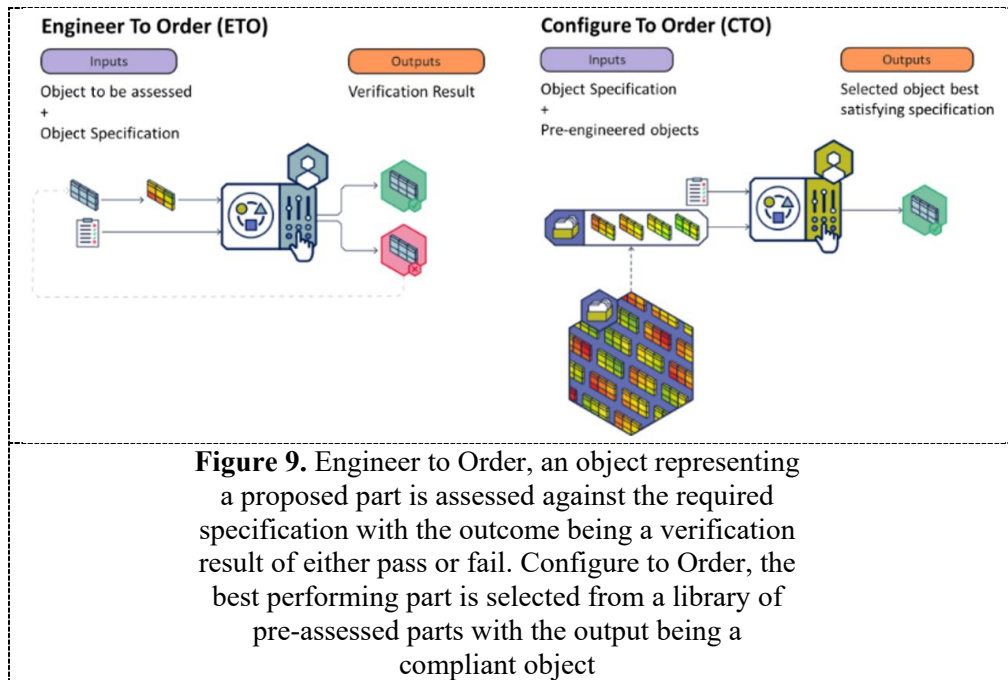 Engineer To Order (ETO)
Inputs
Outputs
Object to be assessed
+
Object Specification
Verification Result
Configure To Order (CTO)
Inputs
Outputs
Object Specification
+
Pre-engineered objects
Selected object best
satisfying specification
Figure 9. Engineer to Order, an object representing
a proposed part is assessed against the required
specification with the outcome being a verification
result of either pass or fail. Configure to Order, the
best performing part is selected from a library of
pre-assessed parts with the output being a
compliant object